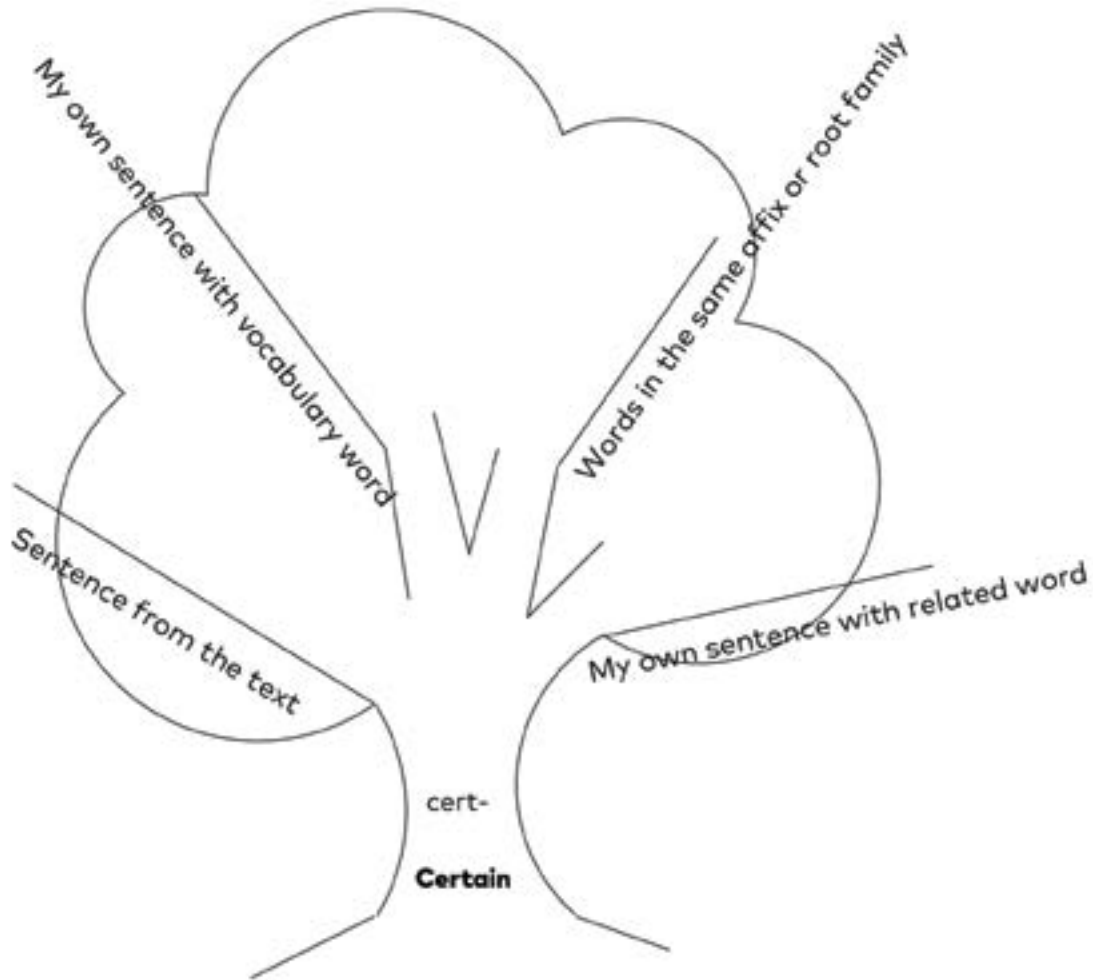 My own sentence with vocabulary word
Words in the same affix or root family
Sentence from the text
My own sentence with related word
cert-
Certain